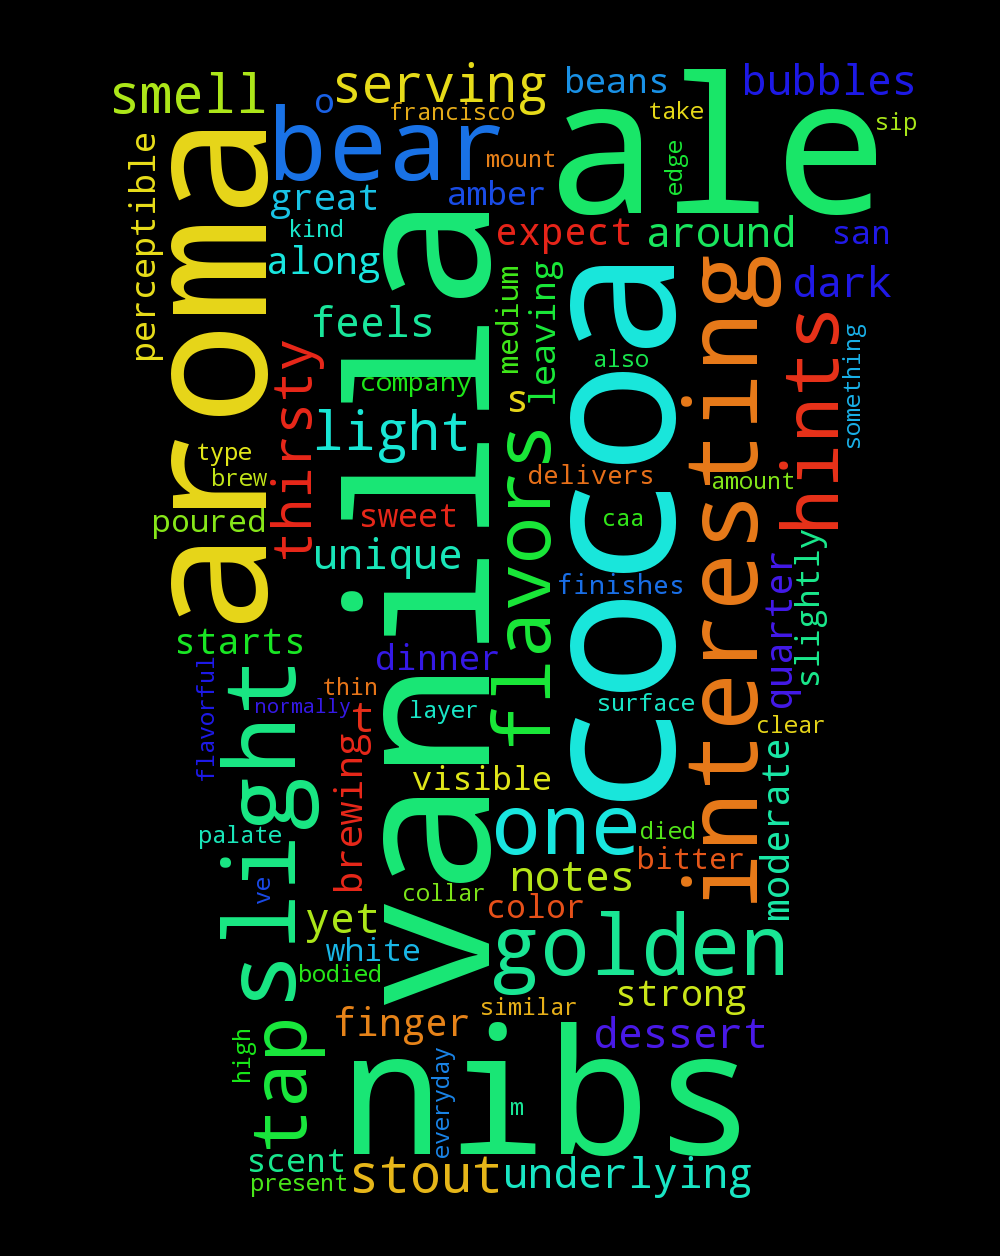 smell
serving
beans
bubbles
o
francisco
take
sip
bear
ale
mount
edge
perceptible
aroma
great
amber
kind
expect
around
san
along
vanilla
medium
leaving
cocoa
interesting
dark
feels
hints
something
thirsty
company
also
s
light
flavors
type
brew
delivers
amount
poured
sweet
caa
unique
finishes
quarter
slightly
starts
dinner
flavorful
slight
thin
normally
t
layer
surface
clear
brewing
visible
moderate
one
died
palate
bitter
ve
collar
notes
color
yet
white
golden
bodied
strong
similar
finger
dessert
taps
high
nibs
everyday
m
scent
present
stout
underlying